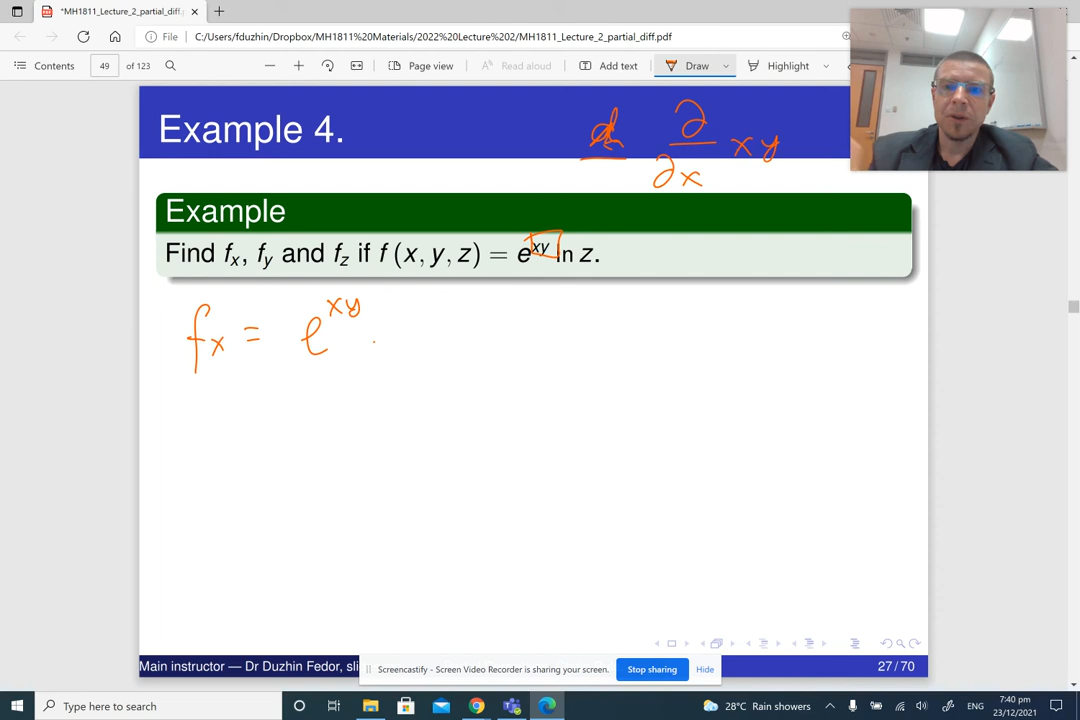 *MH1811_Lecture_2_partial_diff.
File C:/Users/fduzhin/Dropbox/MH1811%20Materials/2022%20Lecture%202/MH1811_Lecture_2_partial_diff.pdf
Contents 49 of 123 Page view Read aloud Add text Draw Highlight
Example 4.
∂
∂x xy
Example
Find fx, fy and fz if f(x, y, z) = e^xy ln z.
fx = e^xy ·
Main instructor — Dr Duzhin Fedor, sli 27 / 70
Screencastify - Screen Video Recorder is sharing your screen. Stop sharing Hide
Type here to search 28°C Rain showers ENG 7:40 pm
23/12/2021